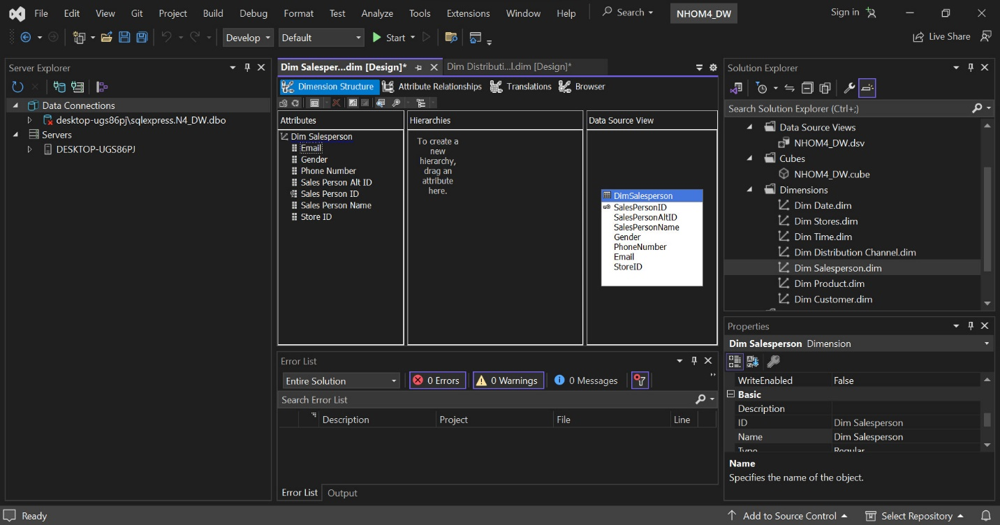 File Edit View Git Project Build Dbo Debug Format Test Analyze Tools Extensions Window Help Search NHOM4_DW Sign in
Develop Default Start Live Share
Server Explorer
Data Connections
desktop-ugs86pj\sqlexpress.N4_DW.dbo
Servers
DESKTOP-UGS86PJ
Dim Salesper...dim [Design]* Dim Distributi...l.dim [Design]*
Dimension Structure Attribute Relationships Translations Browser
Attributes
Dim Salesperson
Email
Gender
Phone Number
Sales Person Alt ID
Sales Person ID
Sales Person Name
Store ID
Hierarchies
To create a
new
hierarchy,
drag an
attribute
here.
Data Source View
DimSalesperson
SalesPersonID
SalesPersonAltID
SalesPersonName
Gender
PhoneNumber
Email
StoreID
Error List
Entire Solution 0 Errors 0 Warnings 0 Messages
Search Error List
Description Project File Line
Error List Output
Solution Explorer
Search Solution Explorer (Ctrl+;)
Data Source Views
NHOM4_DW.dsv
Cubes
NHOM4_DW.cube
Dimensions
Dim Date.dim
Dim Stores.dim
Dim Time.dim
Dim Distribution Channel.dim
Dim Salesperson.dim
Dim Product.dim
Dim Customer.dim
Properties
Dim Salesperson Dimension
WriteEnabled False
Basic
Description
ID Dim Salesperson
Name Dim Salesperson
Type Regular
Name
Specifies the name of the object.
Ready Add to Source Control Select Repository